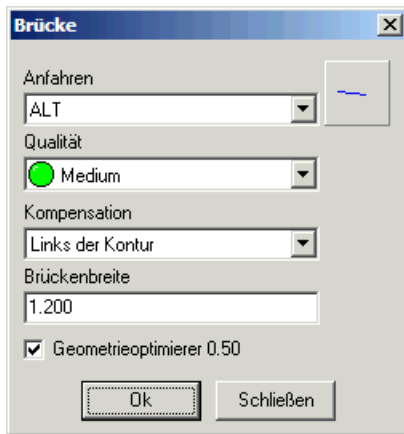 Brücke
Anfahren
ALT
Qualität
Medium
Kompensation
Links der Kontur
Brückenbreite
1.200
Geometrieoptimierer 0.50
Ok
Schließen